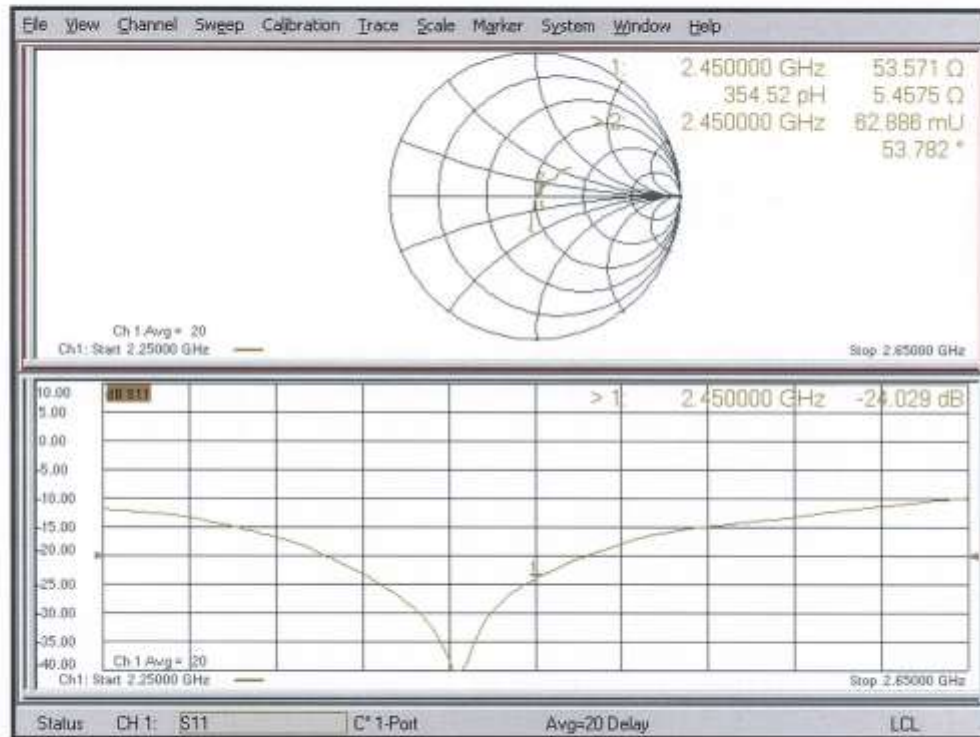 File View Channel Sweep Calibration Trace Scale Marker System Window Help
1: 2.450000 GHz 53.571 Ω
354.52 pH 5.4575 Ω
> 2: 2.450000 GHz 62.886 mU
53.782 °
Ch 1 Avg = 20
Ch1: Start 2.25000 GHz Stop 2.65000 GHz
10.00 dB S11 > 1: 2.450000 GHz -24.029 dB
5.00
0.00
-5.00
-10.00
-15.00
-20.00
-25.00
1
-30.00
-35.00
-40.00 Ch 1 Avg = 20
Ch1: Start 2.25000 GHz Stop 2.65000 GHz
Status CH 1: S11 C* 1-Port Avg=20 Delay LCL